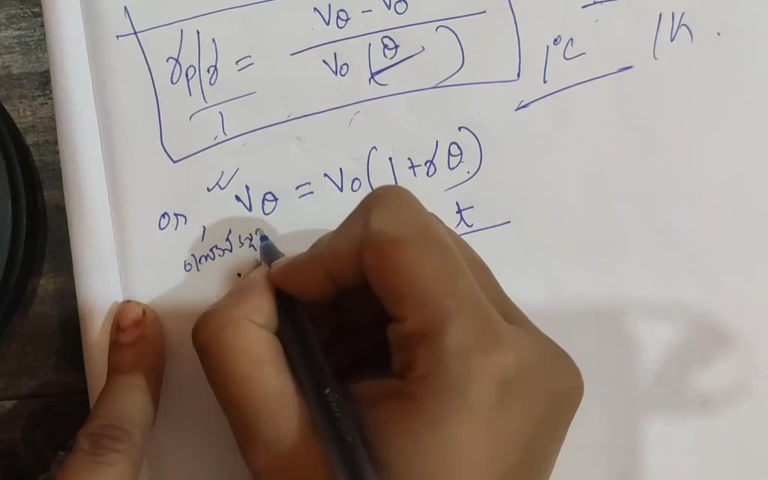 γp/γ = (Vθ − V0) / (V0 (θ))
1
1°C 1K.
or, Vθ = V0(1+γθ)
t